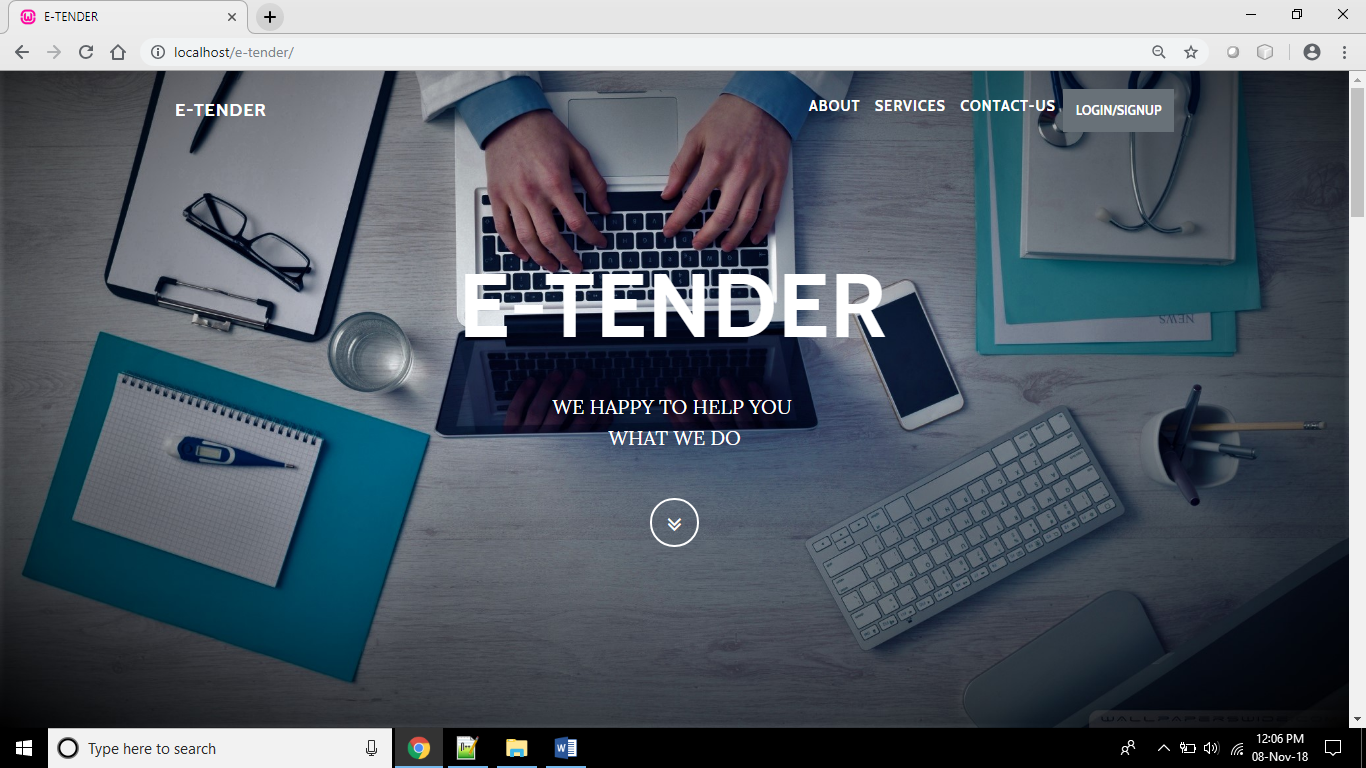 E-TENDER
localhost/e-tender/
E-TENDER
ABOUT SERVICES CONTACT-US LOGIN/SIGNUP
E-TENDER
NEWS
WE HAPPY TO HELP YOU
WHAT WE DO
Type here to search
12:06 PM
08-Nov-18